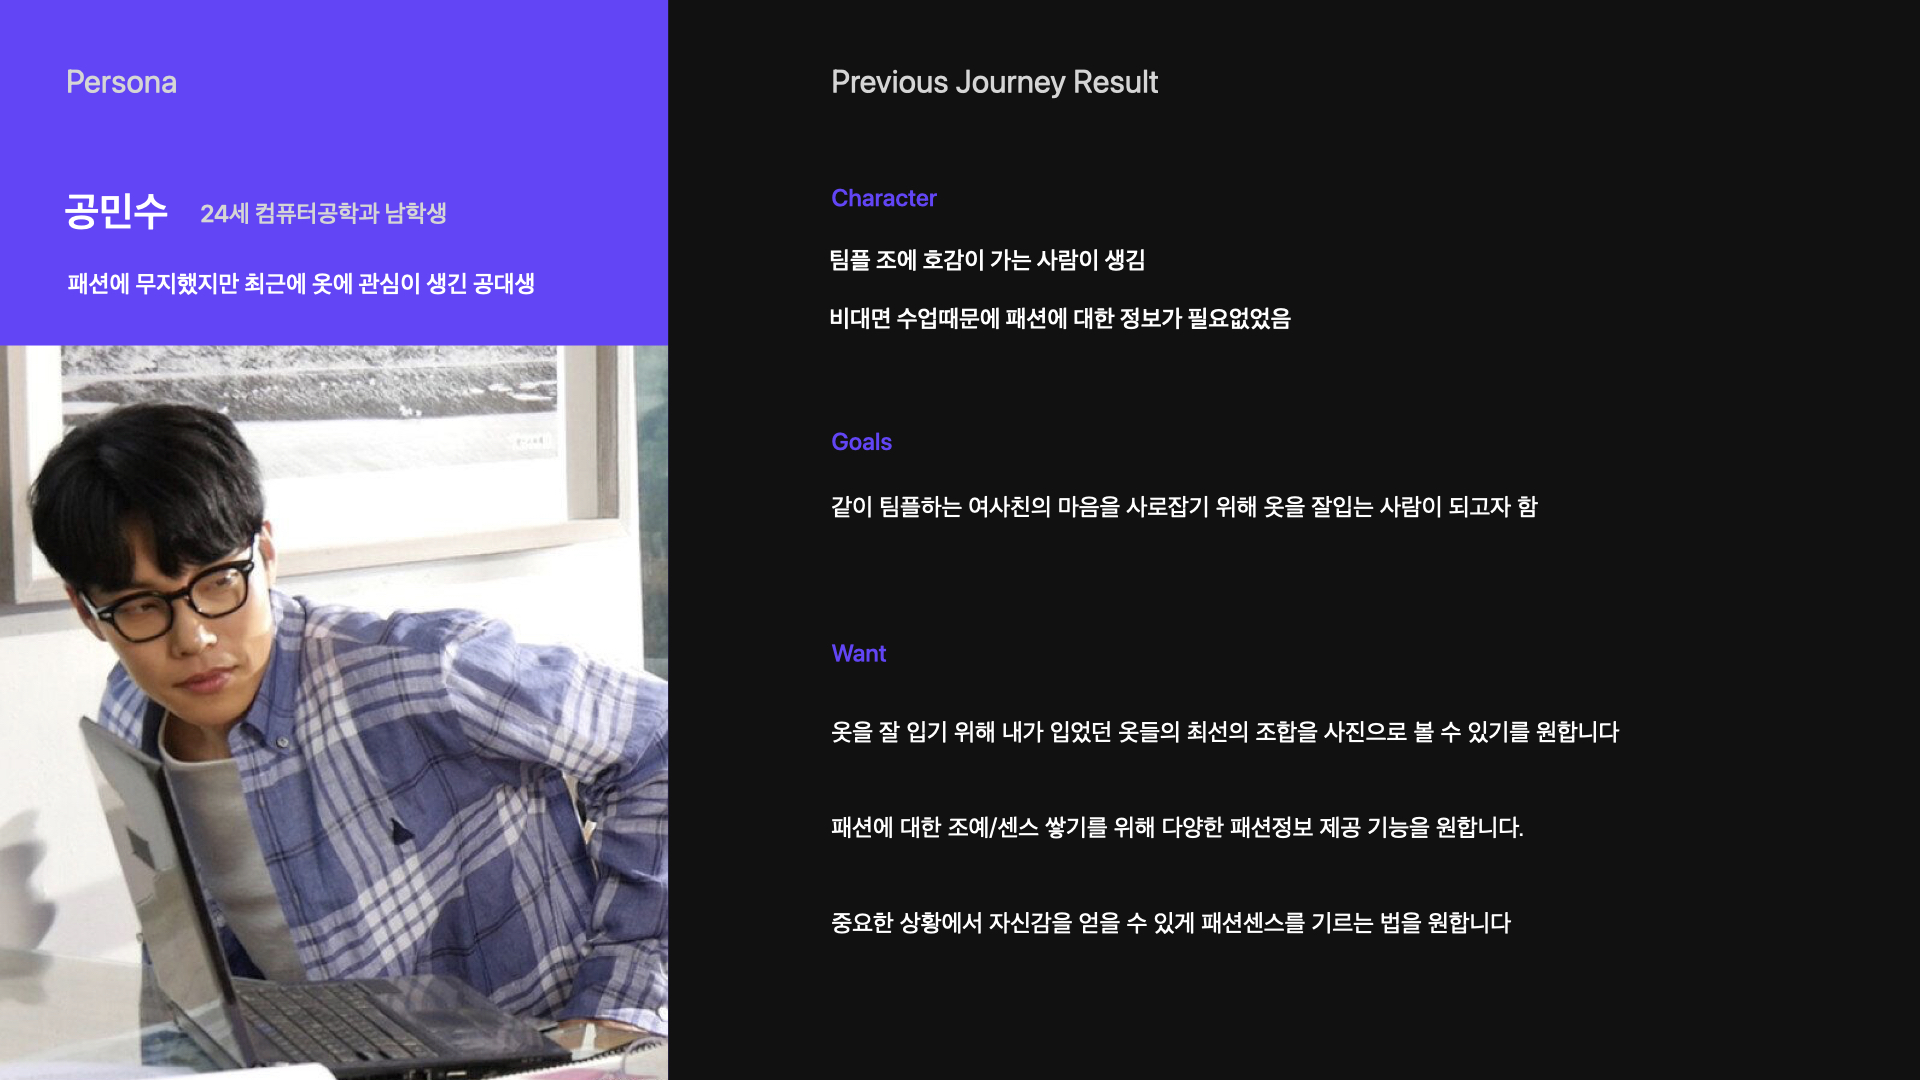 Persona
공민수 24세 컴퓨터공학과 남학생
패션에 무지했지만 최근에 옷에 관심이 생긴 공대생
Previous Journey Result
Character
팀플 조에 호감이 가는 사람이 생김
비대면 수업때문에 패션에 대한 정보가 필요없었음
Goals
같이 팀플하는 여사친의 마음을 사로잡기 위해 옷을 잘입는 사람이 되고자 함
Want
옷을 잘 입기 위해 내가 입었던 옷들의 최선의 조합을 사진으로 볼 수 있기를 원합니다
패션에 대한 조예/센스 쌓기를 위해 다양한 패션정보 제공 기능을 원합니다.
중요한 상황에서 자신감을 얻을 수 있게 패션센스를 기르는 법을 원합니다